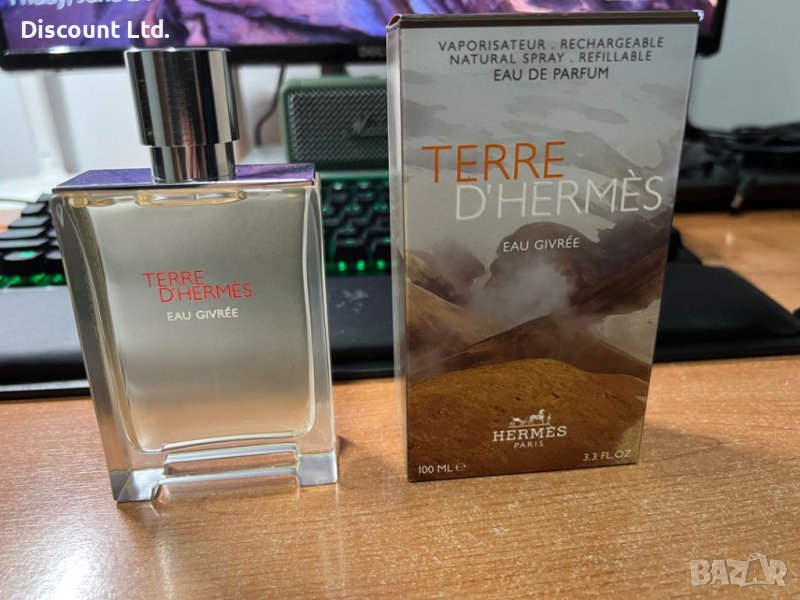 Discount Ltd.
VAPORISATEUR . RECHARGEABLE
NATURAL SPRAY . REFILLABLE
EAU DE PARFUM
TERRE
D'HERMÈS
EAU GIVRÉE
HERMÈS
PARIS
100 ML ℮
3.3 FL.OZ
TERRE
D'HERMÈS
EAU GIVRÉE
BAZAR